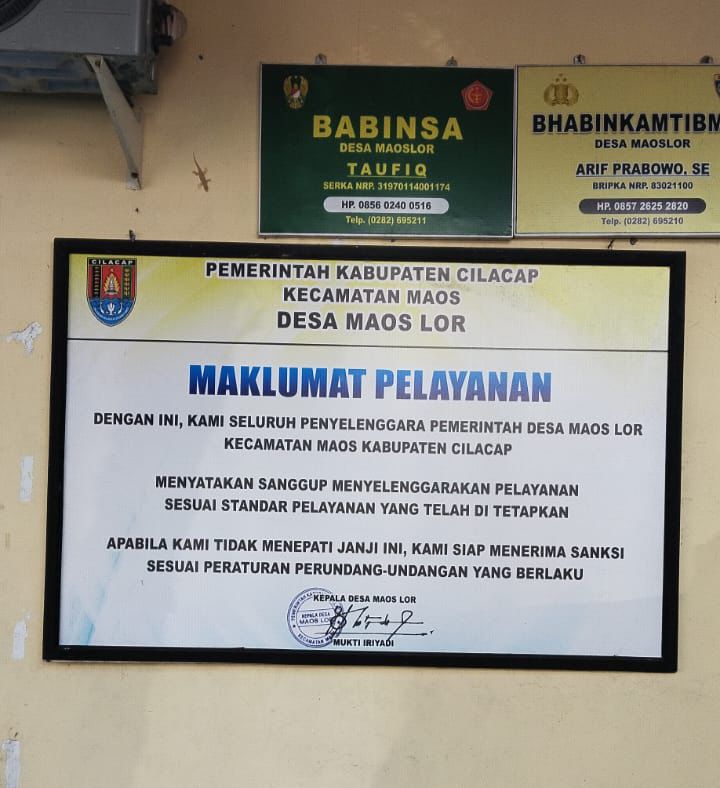 BABINSA
DESA MAOSLOR
TAUFIQ
SERKA NRP. 31970114001174
HP. 0856 0240 0516
Telp. (0282) 695211
BHABINKAMTIBM
DESA MAOSLOR
ARIF PRABOWO. SE
BRIPKA NRP. 83021100
HP. 0857 2625 2820
Telp. (0282) 695210
CILACAP
PEMERINTAH KABUPATEN CILACAP
KECAMATAN MAOS
DESA MAOS LOR
MAKLUMAT PELAYANAN
DENGAN INI, KAMI SELURUH PENYELENGGARA PEMERINTAH DESA MAOS LOR
KECAMATAN MAOS KABUPATEN CILACAP
MENYATAKAN SANGGUP MENYELENGGARAKAN PELAYANAN
SESUAI STANDAR PELAYANAN YANG TELAH DI TETAPKAN
APABILA KAMI TIDAK MENEPATI JANJI INI, KAMI SIAP MENERIMA SANKSI
SESUAI PERATURAN PERUNDANG-UNDANGAN YANG BERLAKU
KEPALA DESA MAOS LOR
KEPALA DESA
MAOS LOR
MUKTI IRIYADI